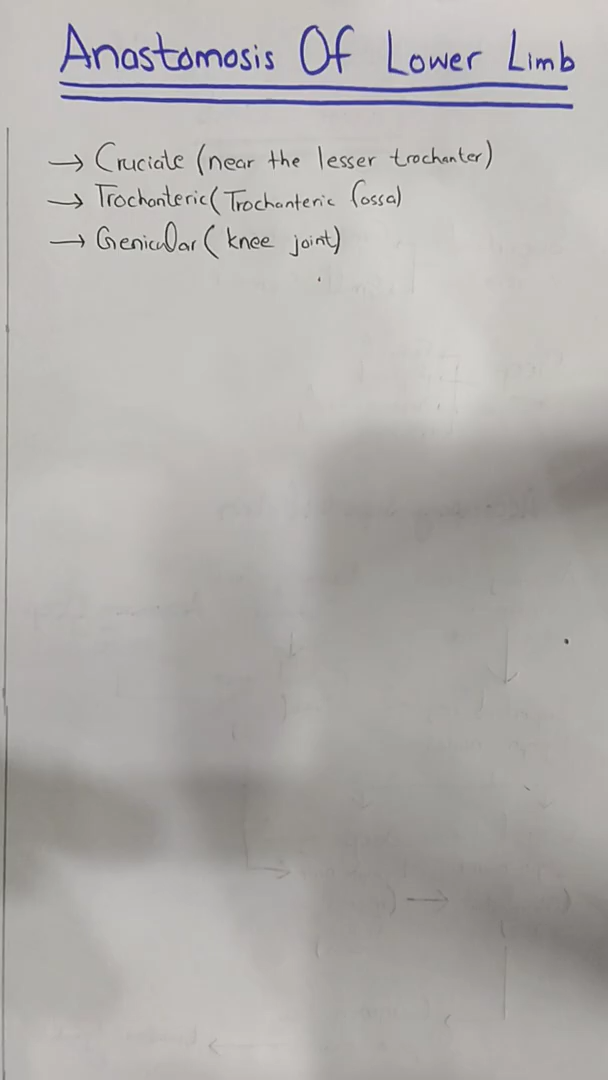 Anastomosis Of Lower Limb
→ Cruciate (near the lesser trochanter)
→ Trochanteric (Trochanteric fossa)
→ Genicular (knee joint)